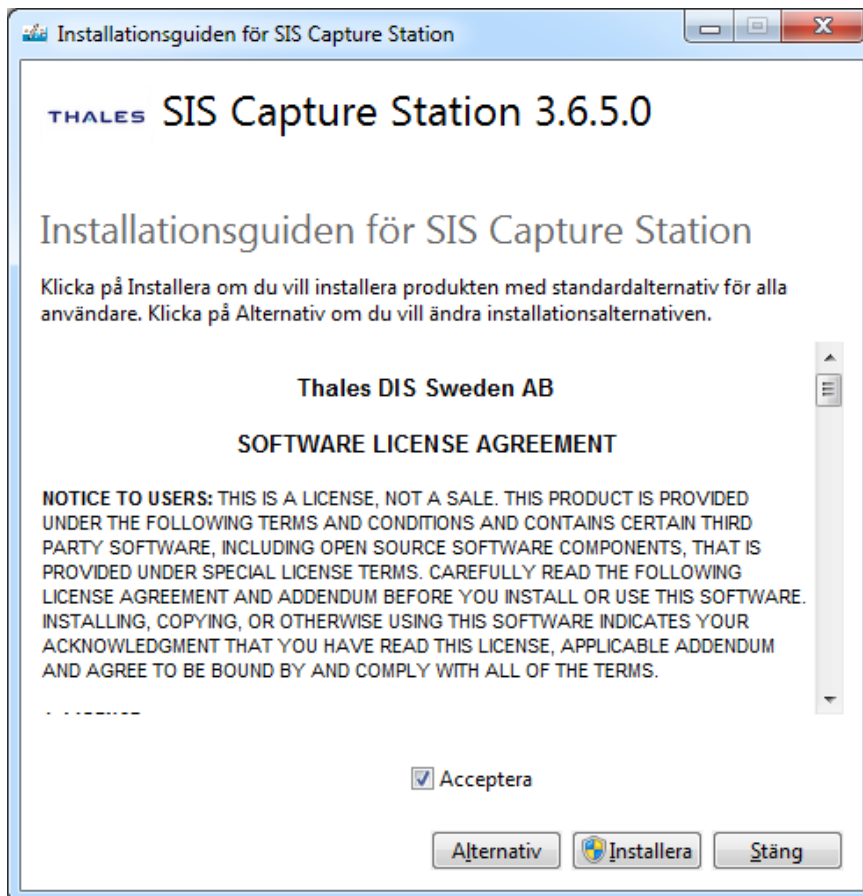 Installationsguiden för SIS Capture Station
THALES SIS Capture Station 3.6.5.0
Installationsguiden för SIS Capture Station
Klicka på Installera om du vill installera produkten med standardalternativ för alla
användare. Klicka på Alternativ om du vill ändra installationsalternativen.
Thales DIS Sweden AB
SOFTWARE LICENSE AGREEMENT
NOTICE TO USERS: THIS IS A LICENSE, NOT A SALE. THIS PRODUCT IS PROVIDED
UNDER THE FOLLOWING TERMS AND CONDITIONS AND CONTAINS CERTAIN THIRD
PARTY SOFTWARE, INCLUDING OPEN SOURCE SOFTWARE COMPONENTS, THAT IS
PROVIDED UNDER SPECIAL LICENSE TERMS. CAREFULLY READ THE FOLLOWING
LICENSE AGREEMENT AND ADDENDUM BEFORE YOU INSTALL OR USE THIS SOFTWARE.
INSTALLING, COPYING, OR OTHERWISE USING THIS SOFTWARE INDICATES YOUR
ACKNOWLEDGMENT THAT YOU HAVE READ THIS LICENSE, APPLICABLE ADDENDUM
AND AGREE TO BE BOUND BY AND COMPLY WITH ALL OF THE TERMS.
Acceptera
Alternativ Installera Stäng